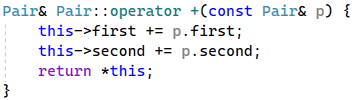 Pair& Pair::operator +(const Pair& p) {
    this->first += p.first;
    this->second += p.second;
    return *this;
}